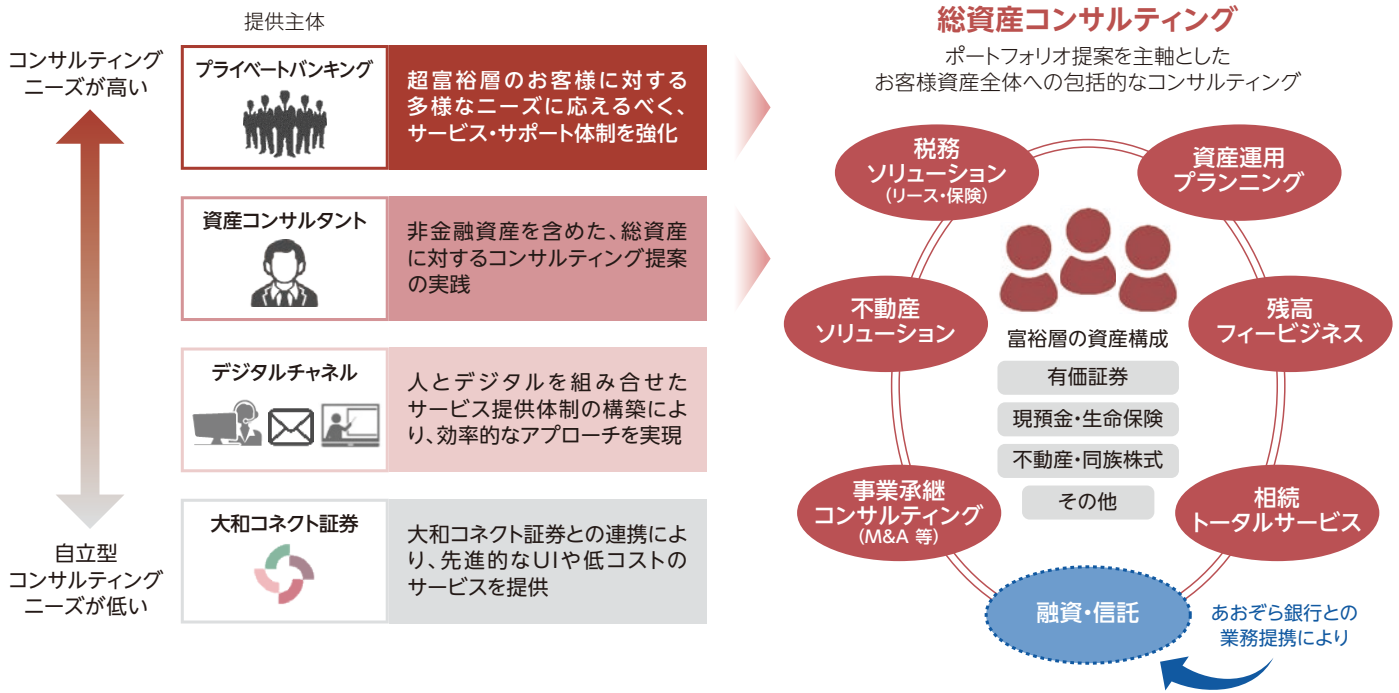 提供主体
コンサルティング
ニーズが高い
プライベートバンキング
超富裕層のお客様に対する
多様なニーズに応えるべく、
サービス・サポート体制を強化
資産コンサルタント
非金融資産を含めた、総資産
に対するコンサルティング提案
の実践
デジタルチャネル
人とデジタルを組み合せた
サービス提供体制の構築によ
り、効率的なアプローチを実現
大和コネクト証券
大和コネクト証券との連携によ
り、先進的なUIや低コストの
サービスを提供
自立型
コンサルティング
ニーズが低い
総資産コンサルティング
ポートフォリオ提案を主軸とした
お客様資産全体への包括的なコンサルティング
税務
ソリューション
(リース・保険)
資産運用
プランニング
不動産
ソリューション
残高
フィービジネス
富裕層の資産構成
有価証券
現預金・生命保険
不動産・同族株式
その他
事業承継
コンサルティング
(M&A 等)
相続
トータルサービス
融資・信託
あおぞら銀行との
業務提携により